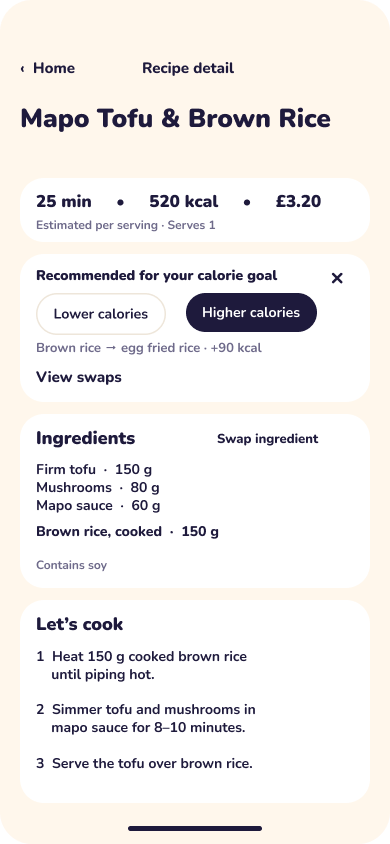 ‹ Home Recipe detail
Mapo Tofu & Brown Rice
25 min • 520 kcal • £3.20
Estimated per serving · Serves 1
Recommended for your calorie goal ✕
Lower calories Higher calories
Brown rice → egg fried rice · +90 kcal
View swaps
Ingredients Swap ingredient
Firm tofu · 150 g
Mushrooms · 80 g
Mapo sauce · 60 g
Brown rice, cooked · 150 g
Contains soy
Let’s cook
1 Heat 150 g cooked brown rice
until piping hot.
2 Simmer tofu and mushrooms in
mapo sauce for 8–10 minutes.
3 Serve the tofu over brown rice.